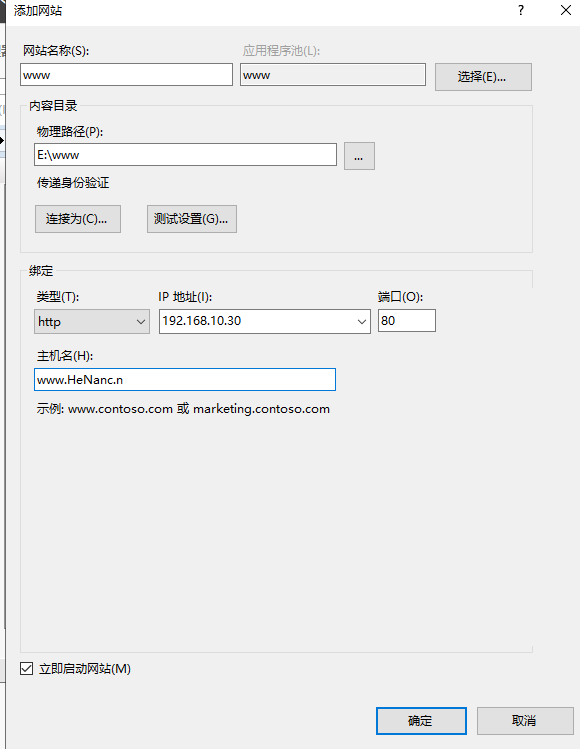 添加网站
?
网站名称(S):
应用程序池(L):
www
www
选择(E)...
内容目录
物理路径(P):
E:\www
...
传递身份验证
连接为(C)...
测试设置(G)...
绑定
类型(T):
IP 地址(I):
端口(O):
http
192.168.10.30
80
主机名(H):
www.HeNanc.n
示例: www.contoso.com 或 marketing.contoso.com
立即启动网站(M)
确定
取消